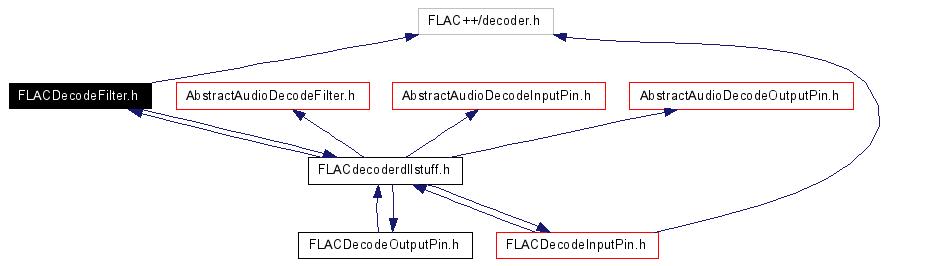 FLAC++/decoder.h
FLACDecodeFilter.h
AbstractAudioDecodeFilter.h
AbstractAudioDecodeInputPin.h
AbstractAudioDecodeOutputPin.h
FLACdecoderdllstuff.h
FLACDecodeOutputPin.h
FLACDecodeInputPin.h